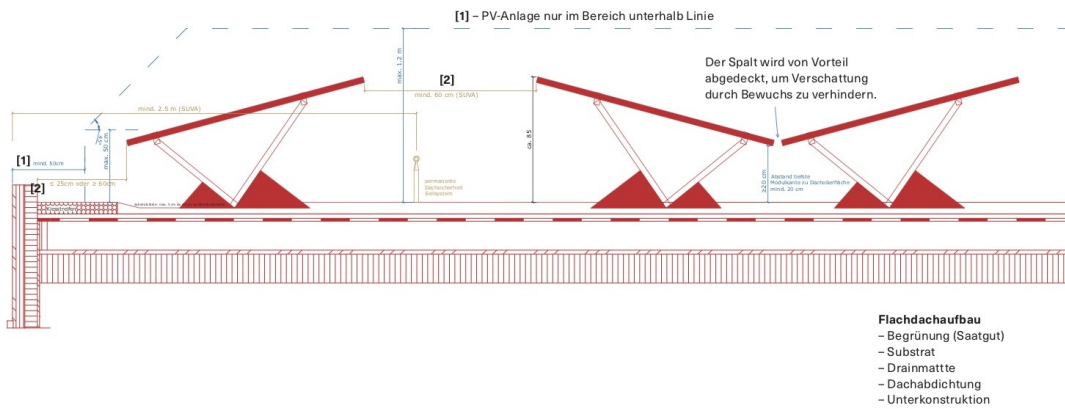 [1] – PV-Anlage nur im Bereich unterhalb Linie
max. 1.2 m
[2]
mind. 60 cm (SUVA)
Der Spalt wird von Vorteil
abgedeckt, um Verschattung
durch Bewuchs zu verhindern.
mind. 2.5 m (SUVA)
45°
max. 50 cm
ca. 85
[1] mind. 50cm
[2] ≤ 25cm oder ≥ 60cm
permanentes
Dachsicherheit
Seilsystem
≥20 cm
Abstand tiefste
Modulkante zu Dachoberfläche
mind. 20 cm
Flachdachaufbau
– Begrünung (Saatgut)
– Substrat
– Drainmattte
– Dachabdichtung
– Unterkonstruktion